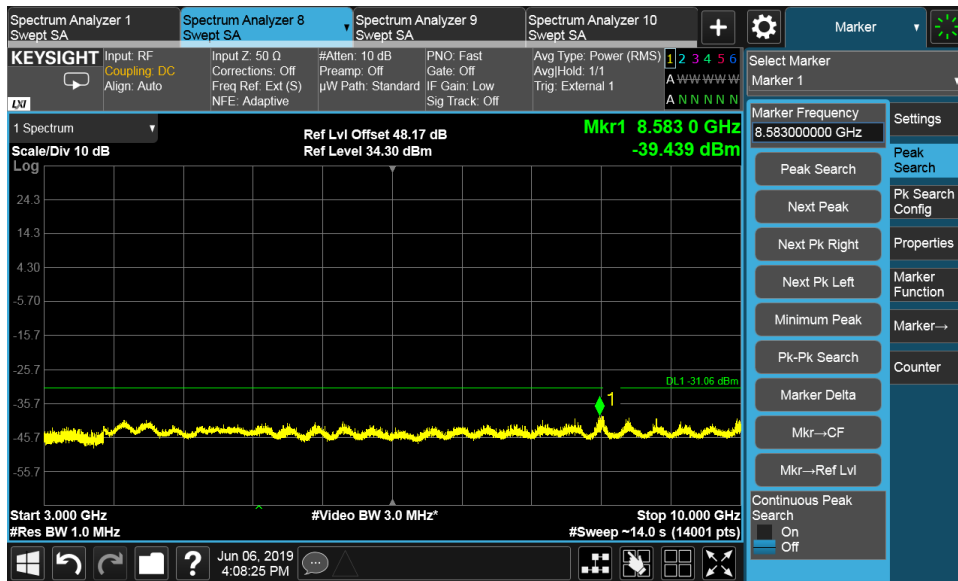 Spectrum Analyzer 1
Swept SA
Spectrum Analyzer 8
Swept SA
Spectrum Analyzer 9
Swept SA
Spectrum Analyzer 10
Swept SA
+
Marker
KEYSIGHT
LXI
Input: RF
Coupling: DC
Align: Auto
Input Z: 50 Ω
Corrections: Off
Freq Ref: Ext (S)
NFE: Adaptive
#Atten: 10 dB
Preamp: Off
µW Path: Standard
PNO: Fast
Gate: Off
IF Gain: Low
Sig Track: Off
Avg Type: Power (RMS)
Avg|Hold: 1/1
Trig: External 1
1 2 3 4 5 6
A W W W W W
A N N N N N
Select Marker
Marker 1
1 Spectrum
Scale/Div 10 dB
Ref Lvl Offset 48.17 dB
Ref Level 34.30 dBm
Mkr1 8.583 0 GHz
-39.439 dBm
Log
24.3
14.3
4.30
-5.70
-15.7
-25.7
-35.7
-45.7
-55.7
DL1 -31.06 dBm
1
Start 3.000 GHz
#Res BW 1.0 MHz
#Video BW 3.0 MHz*
Stop 10.000 GHz
#Sweep ~14.0 s (14001 pts)
Marker Frequency
8.583000000 GHz
Peak Search
Next Peak
Next Pk Right
Next Pk Left
Minimum Peak
Pk-Pk Search
Marker Delta
Mkr→CF
Mkr→Ref Lvl
Continuous Peak
Search
On
Off
Settings
Peak
Search
Pk Search
Config
Properties
Marker
Function
Marker→
Counter
?
Jun 06, 2019
4:08:25 PM